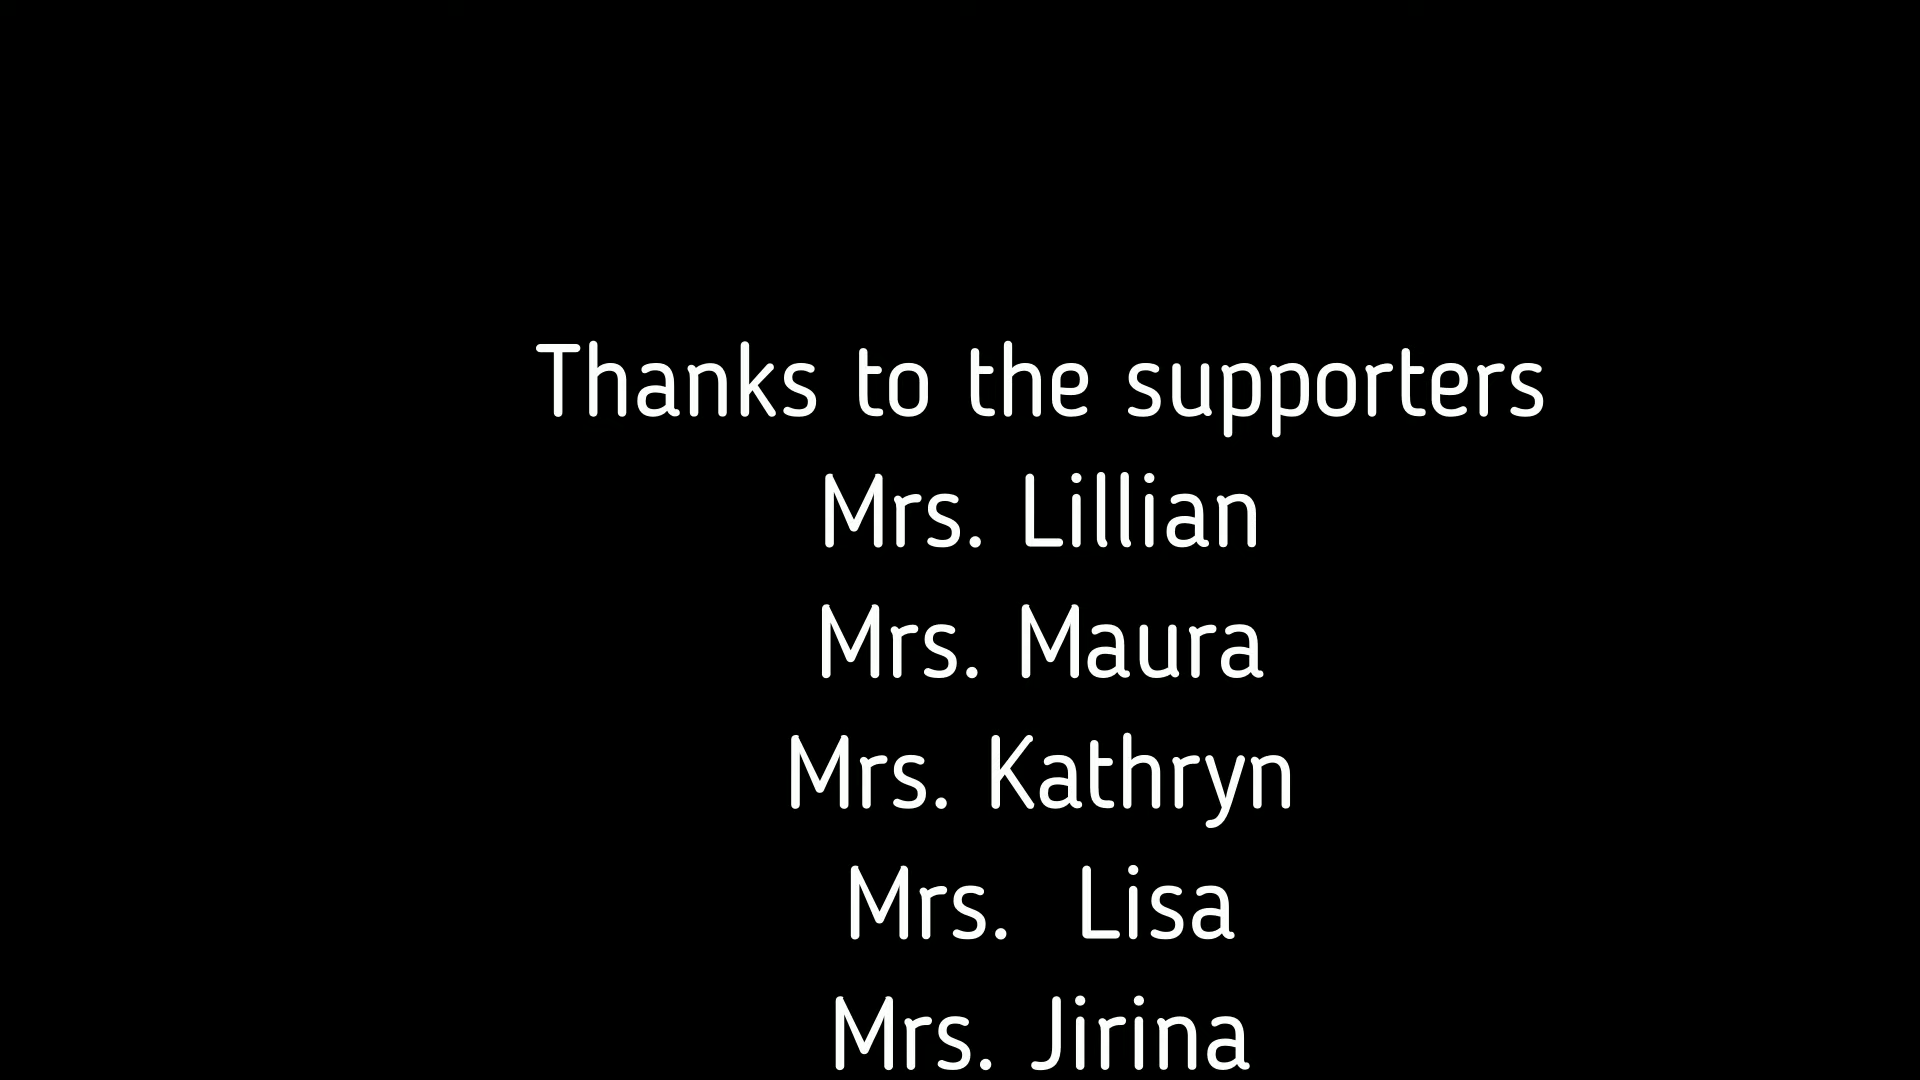 Thanks to the supporters
Mrs. Lillian
Mrs. Maura
Mrs. Kathryn
Mrs.  Lisa
Mrs. Jirina